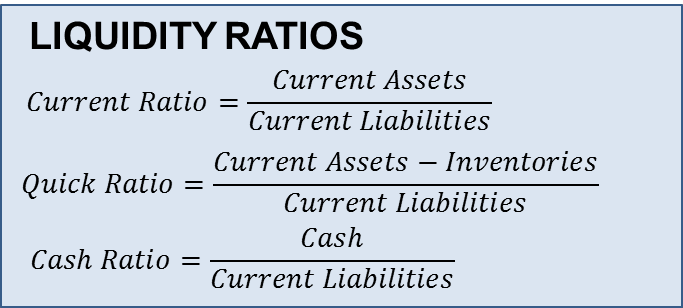 LIQUIDITY RATIOS
Current Ratio = Current Assets / Current Liabilities
Quick Ratio = Current Assets − Inventories / Current Liabilities
Cash Ratio = Cash / Current Liabilities